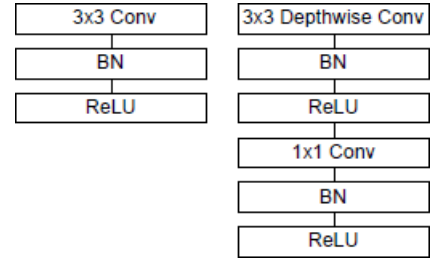 3x3 Conv
BN
ReLU
3x3 Depthwise Conv
BN
ReLU
1x1 Conv
BN
ReLU